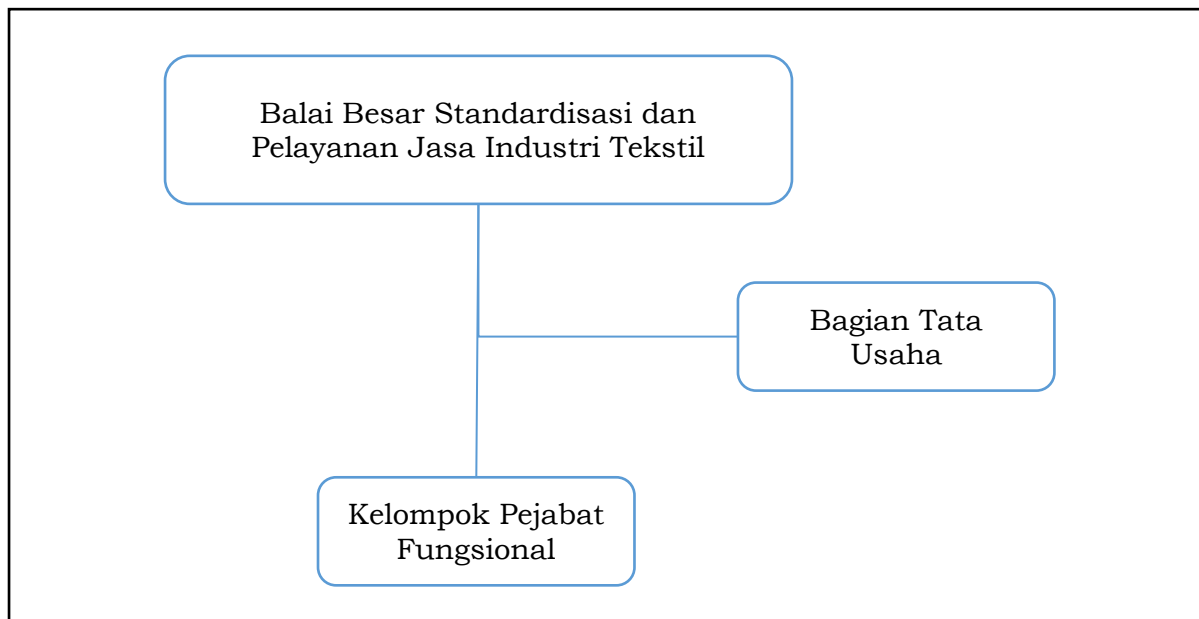 Balai Besar Standardisasi dan
Pelayanan Jasa Industri Tekstil
Bagian Tata
Usaha
Kelompok Pejabat
Fungsional